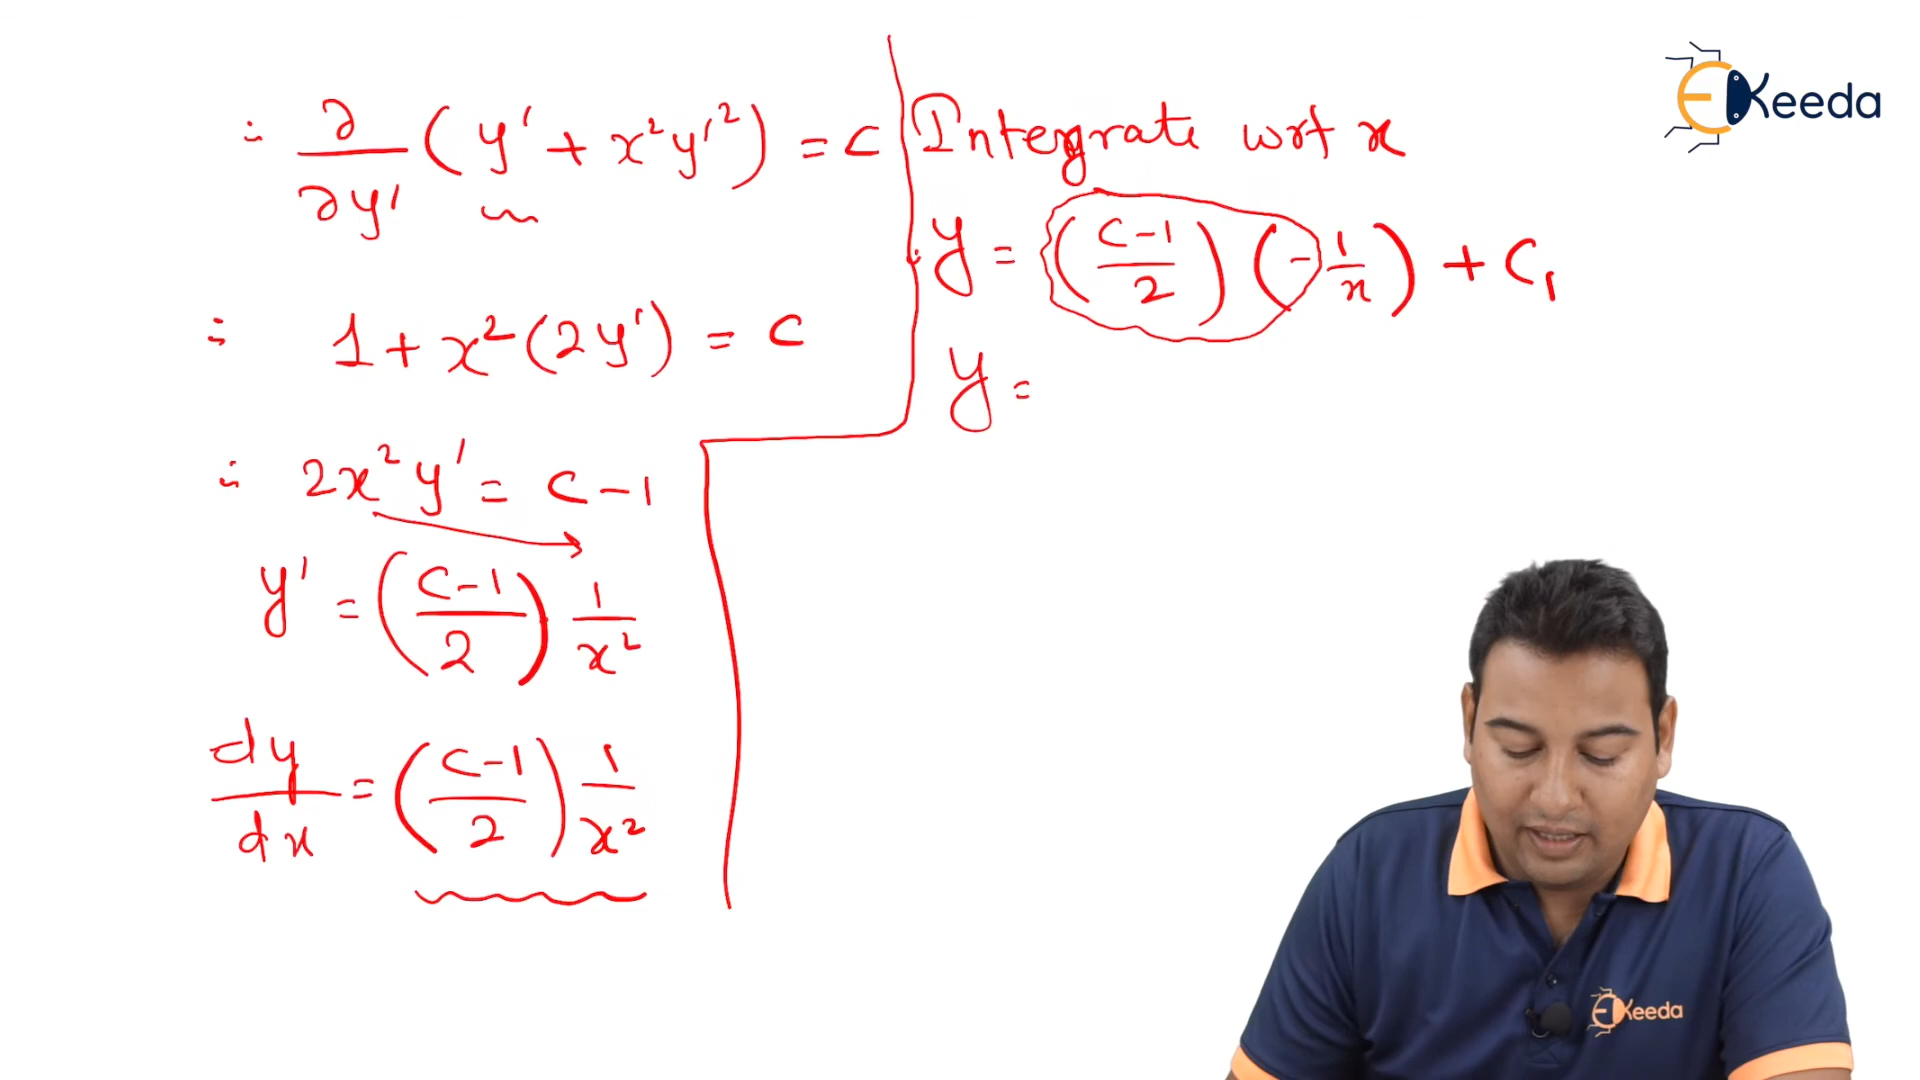 ∴ ∂/∂y' (y' + x²y'²) = c
∴ 1 + x²(2y') = c
∴ 2x²y' = c - 1
y' = ((c-1)/2) 1/x²
dy/dx = ((c-1)/2) 1/x²
Integrate wrt x
∴ y = ((c-1)/2) (-1/x) + c₁
y =
EKeeda
EKeeda